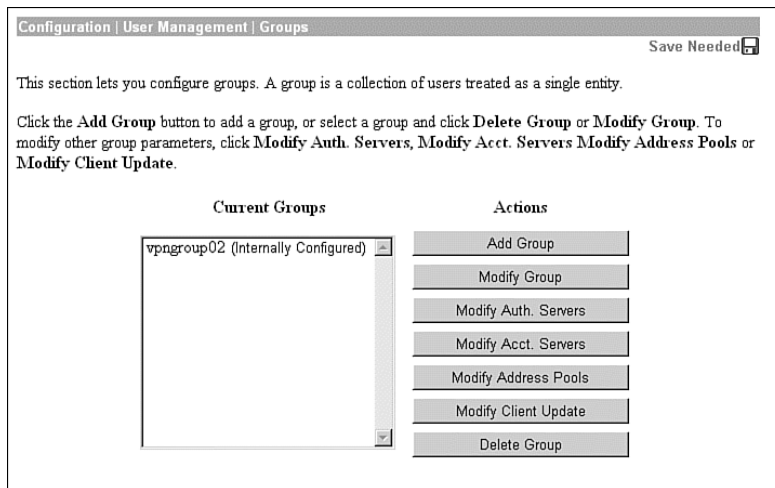 Configuration | User Management | Groups
Save Needed
This section lets you configure groups. A group is a collection of users treated as a single entity.
Click the Add Group button to add a group, or select a group and click Delete Group or Modify Group. To
modify other group parameters, click Modify Auth. Servers, Modify Acct. Servers Modify Address Pools or
Modify Client Update.
Current Groups
Actions
vpngroup02 (Internally Configured)
Add Group
Modify Group
Modify Auth. Servers
Modify Acct. Servers
Modify Address Pools
Modify Client Update
Delete Group